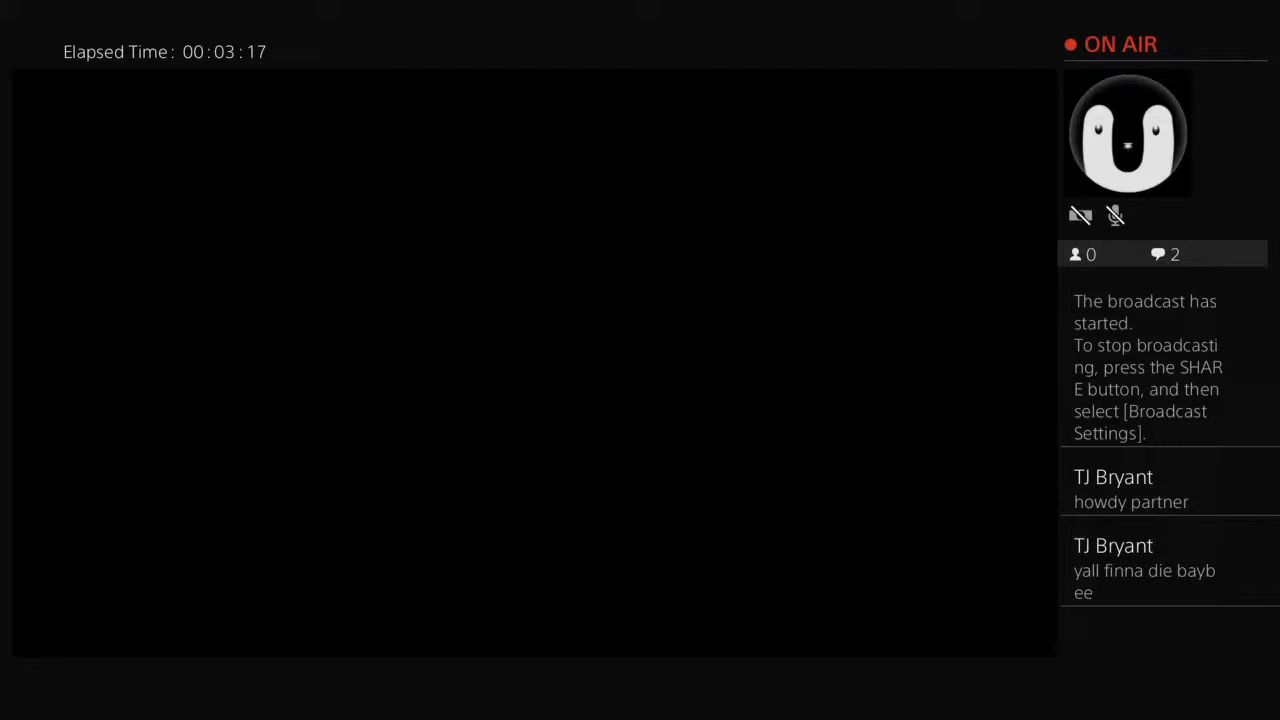 Elapsed Time: 00:03:17
ON AIR
0 2
The broadcast has
started.
To stop broadcasti
ng, press the SHAR
E button, and then
select [Broadcast
Settings].
TJ Bryant
howdy partner
TJ Bryant
yall finna die bayb
ee